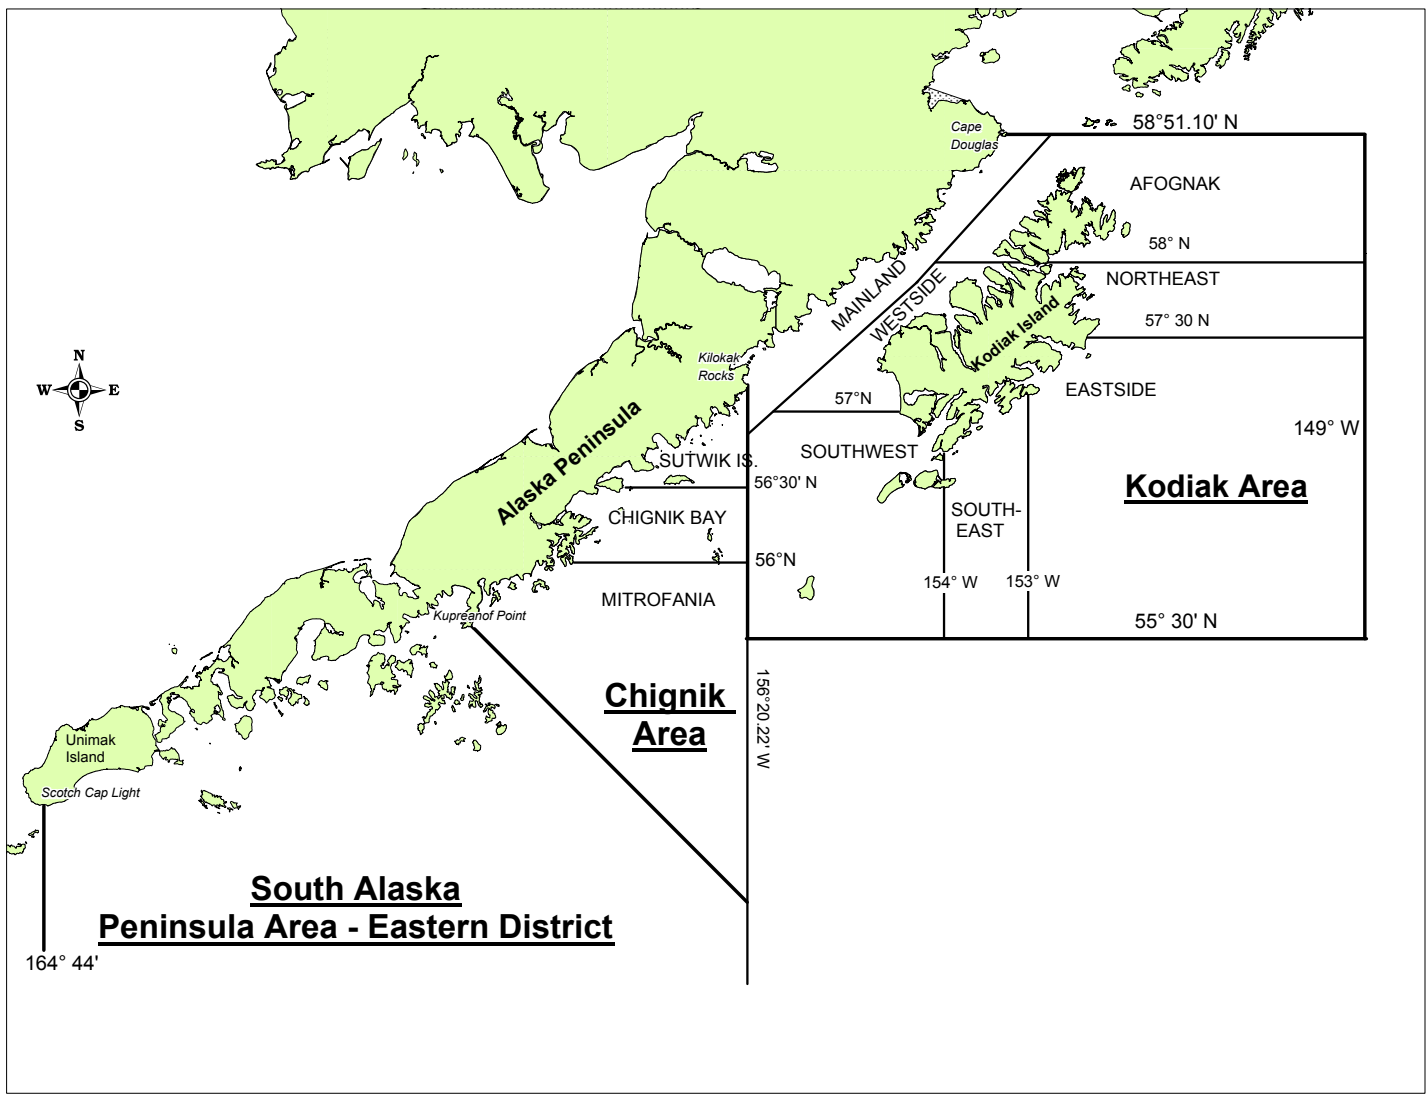 58°51.10' N
Cape
Douglas
AFOGNAK
58° N
MAINLAND
WESTSIDE
NORTHEAST
57° 30 N
Kodiak Island
Kilokak
Rocks
N
W E
S
57°N
EASTSIDE
149° W
Alaska Peninsula
SOUTHWEST
SUTWIK IS.
56°30' N
Kodiak Area
CHIGNIK BAY
SOUTH-
EAST
56°N
154° W
153° W
MITROFANIA
Kupreanof Point
55° 30' N
156°20.22' W
Chignik
Area
Unimak
Island
Scotch Cap Light
South Alaska
Peninsula Area - Eastern District
164° 44'